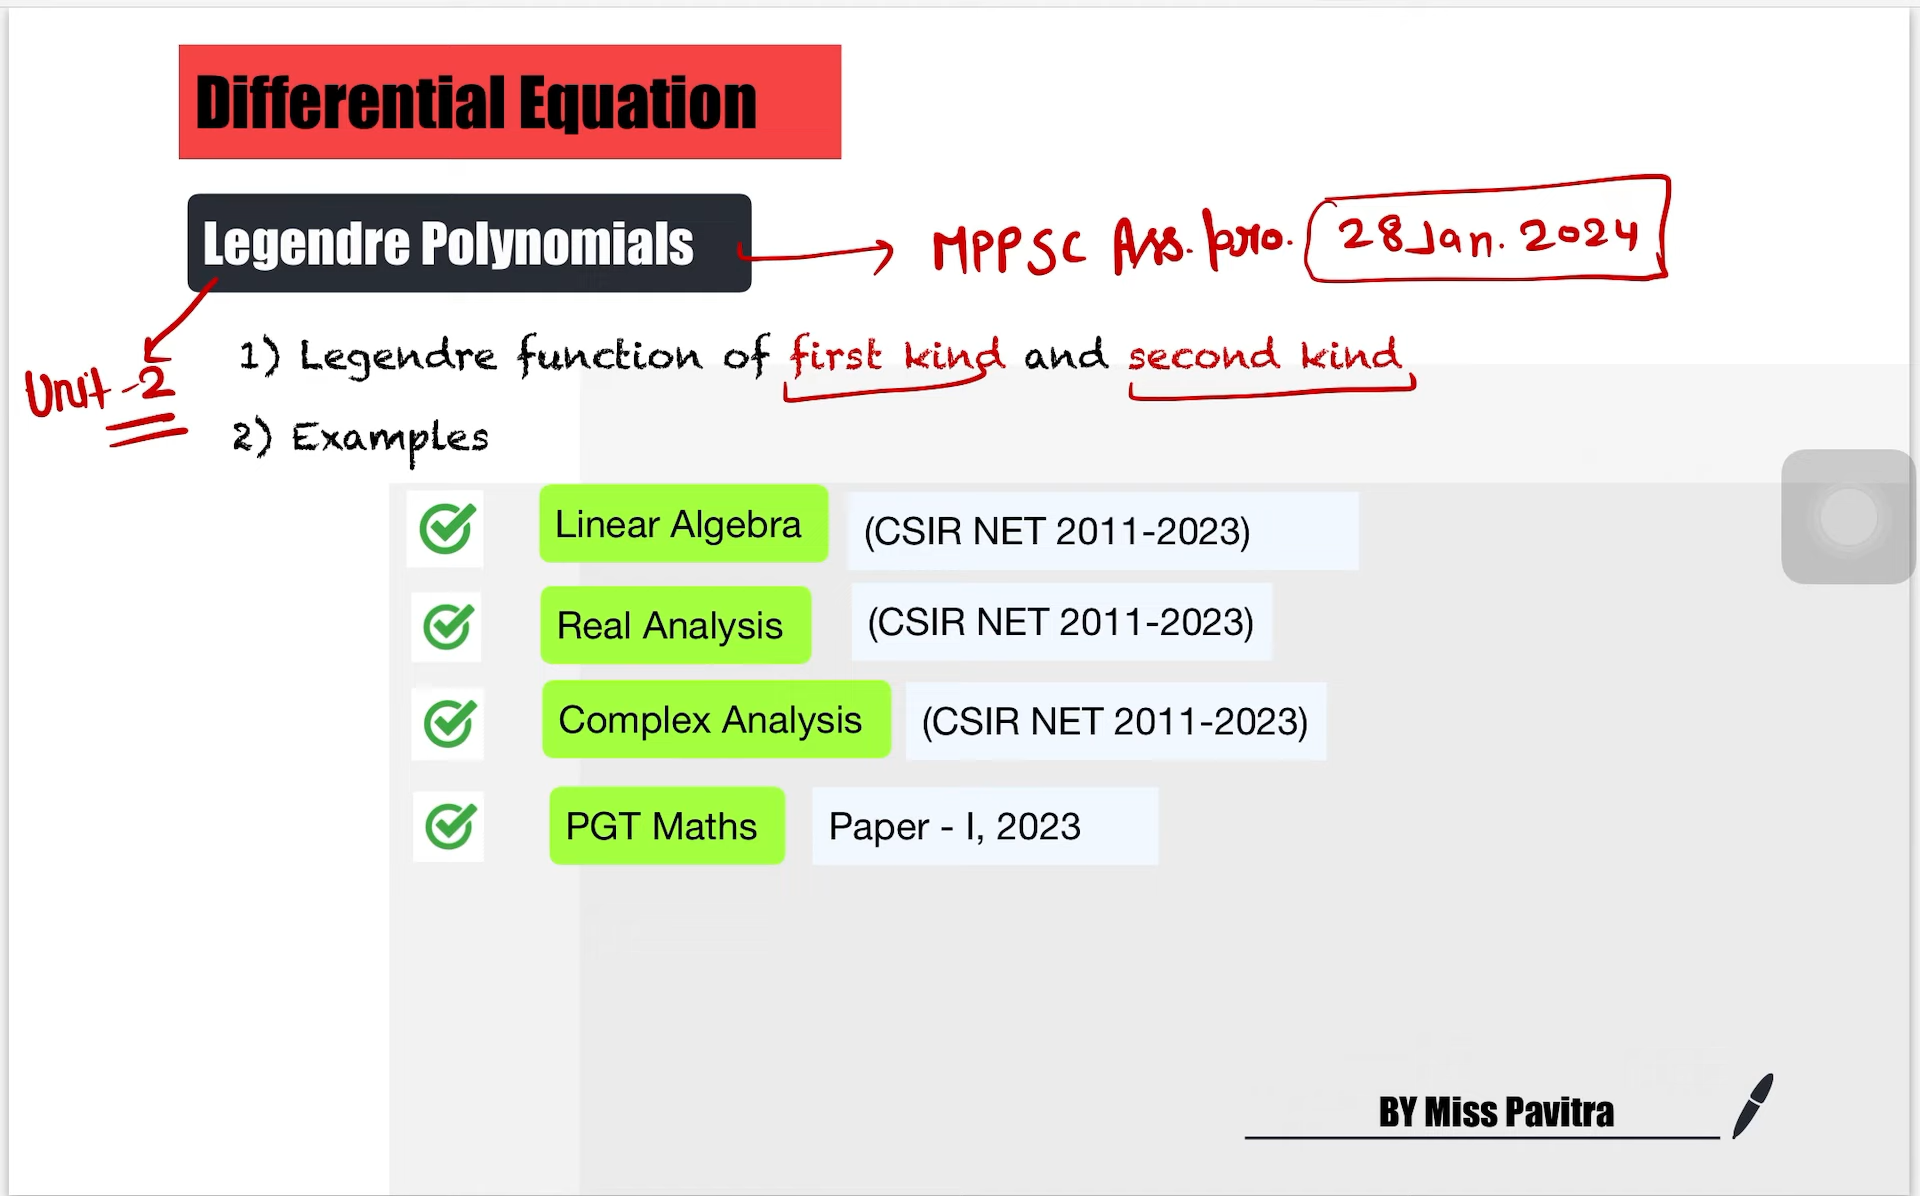 Differential Equation
Legendre Polynomials
MPPSC Ass. pro. 28 Jan. 2024
Unit-2
1) Legendre function of first kind and second kind
2) Examples
Linear Algebra (CSIR NET 2011-2023)
Real Analysis (CSIR NET 2011-2023)
Complex Analysis (CSIR NET 2011-2023)
PGT Maths Paper - I, 2023
BY Miss Pavitra